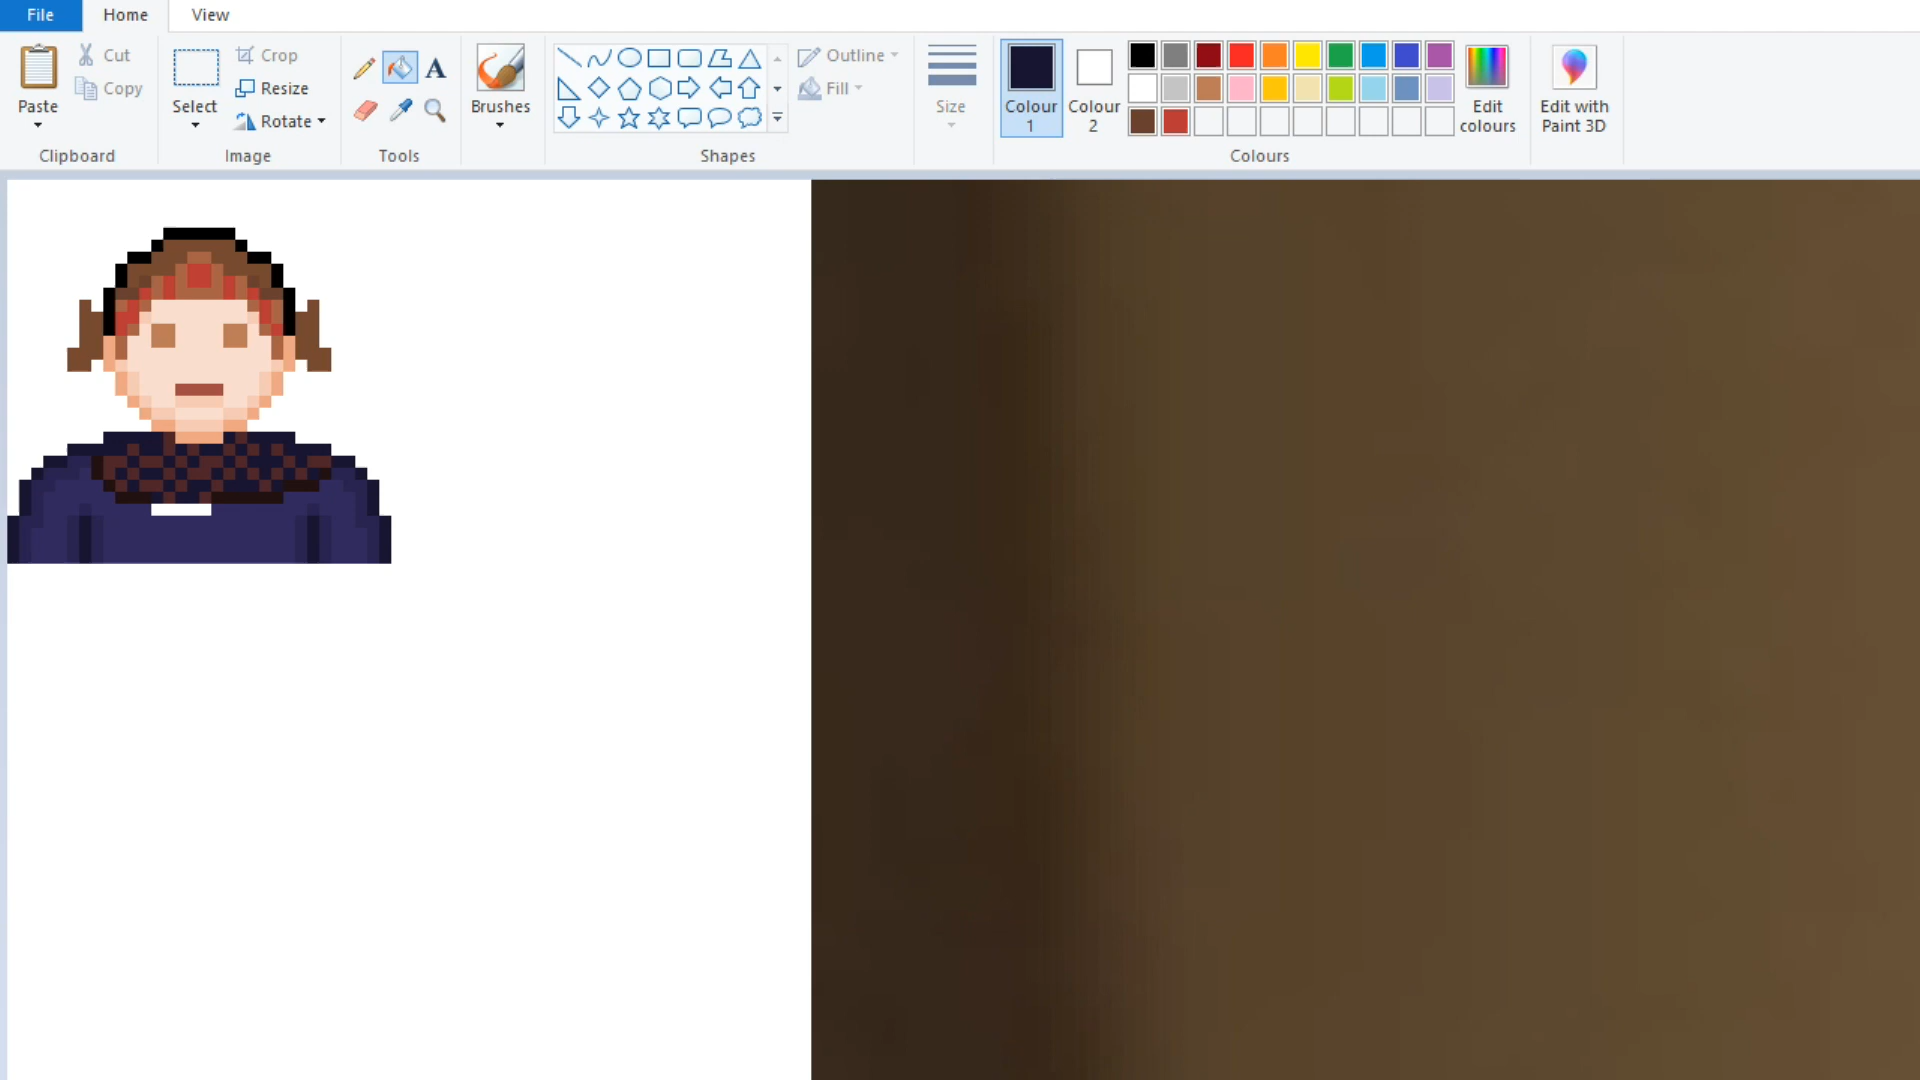 File Home View
Paste
Cut
Copy
Clipboard
Select
Crop
Resize
Rotate
Image
A
Tools
Brushes
Shapes
Outline
Fill
Size
Colour
1
Colour
2
Colours
Edit
colours
Edit with
Paint 3D